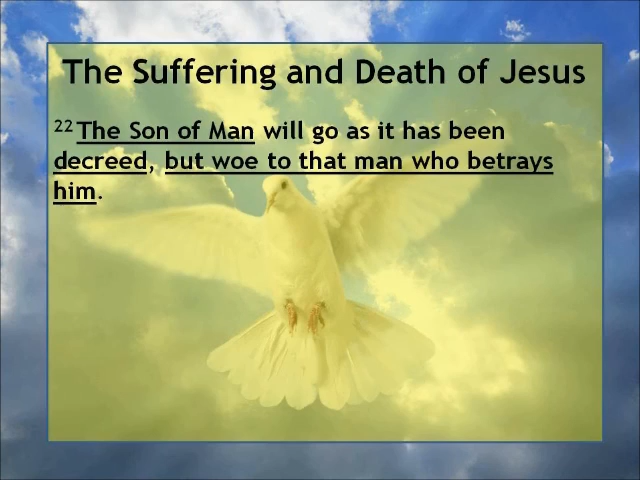 The Suffering and Death of Jesus
22 The Son of Man will go as it has been
decreed, but woe to that man who betrays
him.